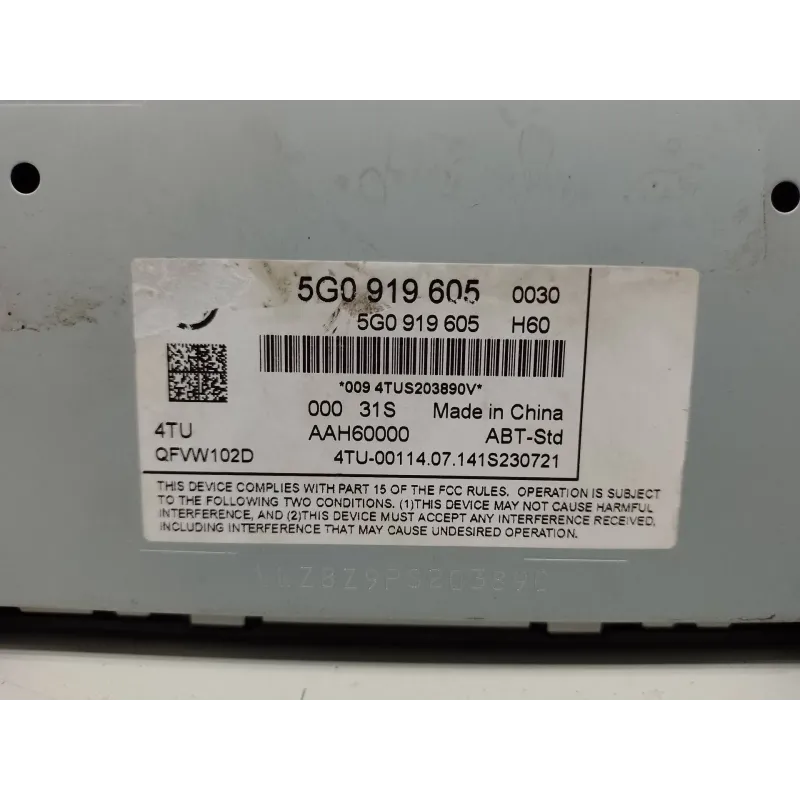 5G0 919 605 0030
5G0 919 605 H60
*009 4TUS203890V*
000 31S Made in China
4TU AAH60000 ABT-Std
QFVW102D 4TU-00114.07.141S230721
THIS DEVICE COMPLIES WITH PART 15 OF THE FCC RULES. OPERATION IS SUBJECT
TO THE FOLLOWING TWO CONDITIONS. (1)THIS DEVICE MAY NOT CAUSE HARMFUL
INTERFERENCE, AND (2)THIS DEVICE MUST ACCEPT ANY INTERFERENCE RECEIVED,
INCLUDING INTERFERENCE THAT MAY CAUSE UNDESIRED OPERATION.